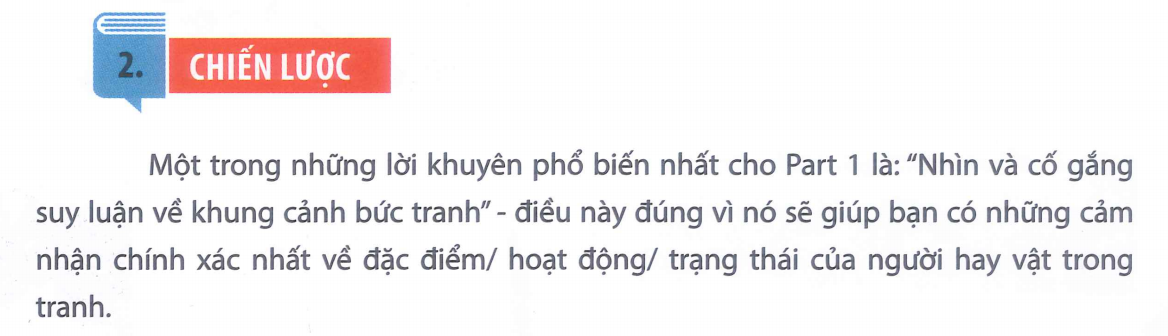 2.
CHIẾN LƯỢC
Một trong những lời khuyên phổ biến nhất cho Part 1 là: “Nhìn và cố gắng
suy luận về khung cảnh bức tranh” - điều này đúng vì nó sẽ giúp bạn có những cảm
nhận chính xác nhất về đặc điểm/ hoạt động/ trạng thái của người hay vật trong
tranh.